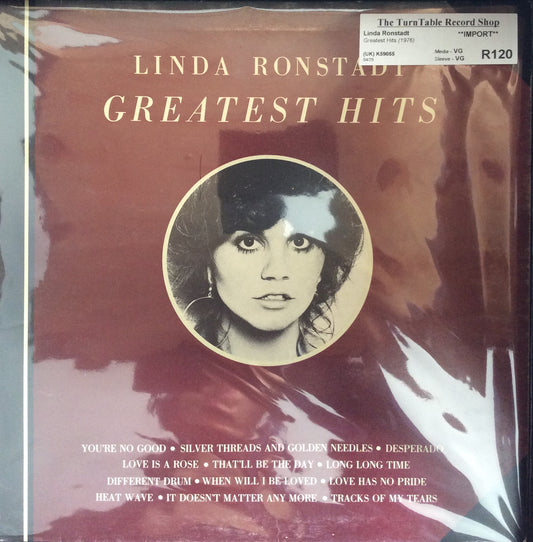 The TurnTable Record Shop
Linda Ronstadt **IMPORT**
Greatest Hits (1976)
(UK) K59055 Media - VG
Sleeve - VG R120
LINDA RONSTADT
GREATEST HITS
YOU'RE NO GOOD • SILVER THREADS AND GOLDEN NEEDLES • DESPERADO
LOVE IS A ROSE • THAT'LL BE THE DAY • LONG LONG TIME
DIFFERENT DRUM • WHEN WILL I BE LOVED • LOVE HAS NO PRIDE
HEAT WAVE • IT DOESN'T MATTER ANY MORE • TRACKS OF MY TEARS